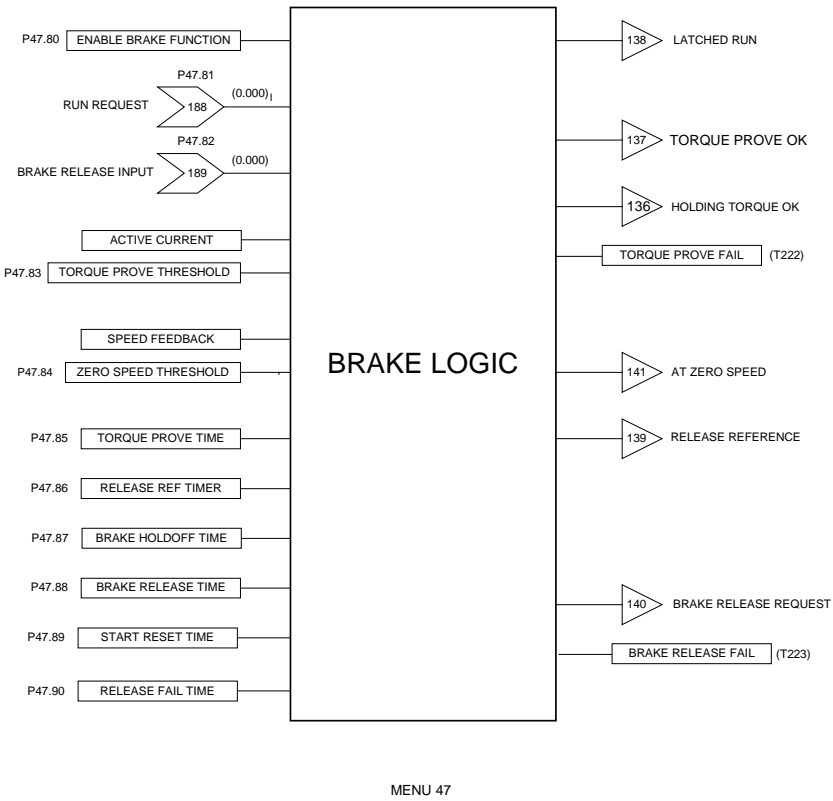 P47.80 ENABLE BRAKE FUNCTION
P47.81
RUN REQUEST 188 (0.000)
P47.82
BRAKE RELEASE INPUT 189 (0.000)
ACTIVE CURRENT
P47.83 TORQUE PROVE THRESHOLD
SPEED FEEDBACK
P47.84 ZERO SPEED THRESHOLD
P47.85 TORQUE PROVE TIME
P47.86 RELEASE REF TIMER
P47.87 BRAKE HOLDOFF TIME
P47.88 BRAKE RELEASE TIME
P47.89 START RESET TIME
P47.90 RELEASE FAIL TIME
BRAKE LOGIC
138 LATCHED RUN
137 TORQUE PROVE OK
136 HOLDING TORQUE OK
TORQUE PROVE FAIL (T222)
141 AT ZERO SPEED
139 RELEASE REFERENCE
140 BRAKE RELEASE REQUEST
BRAKE RELEASE FAIL (T223)
MENU 47